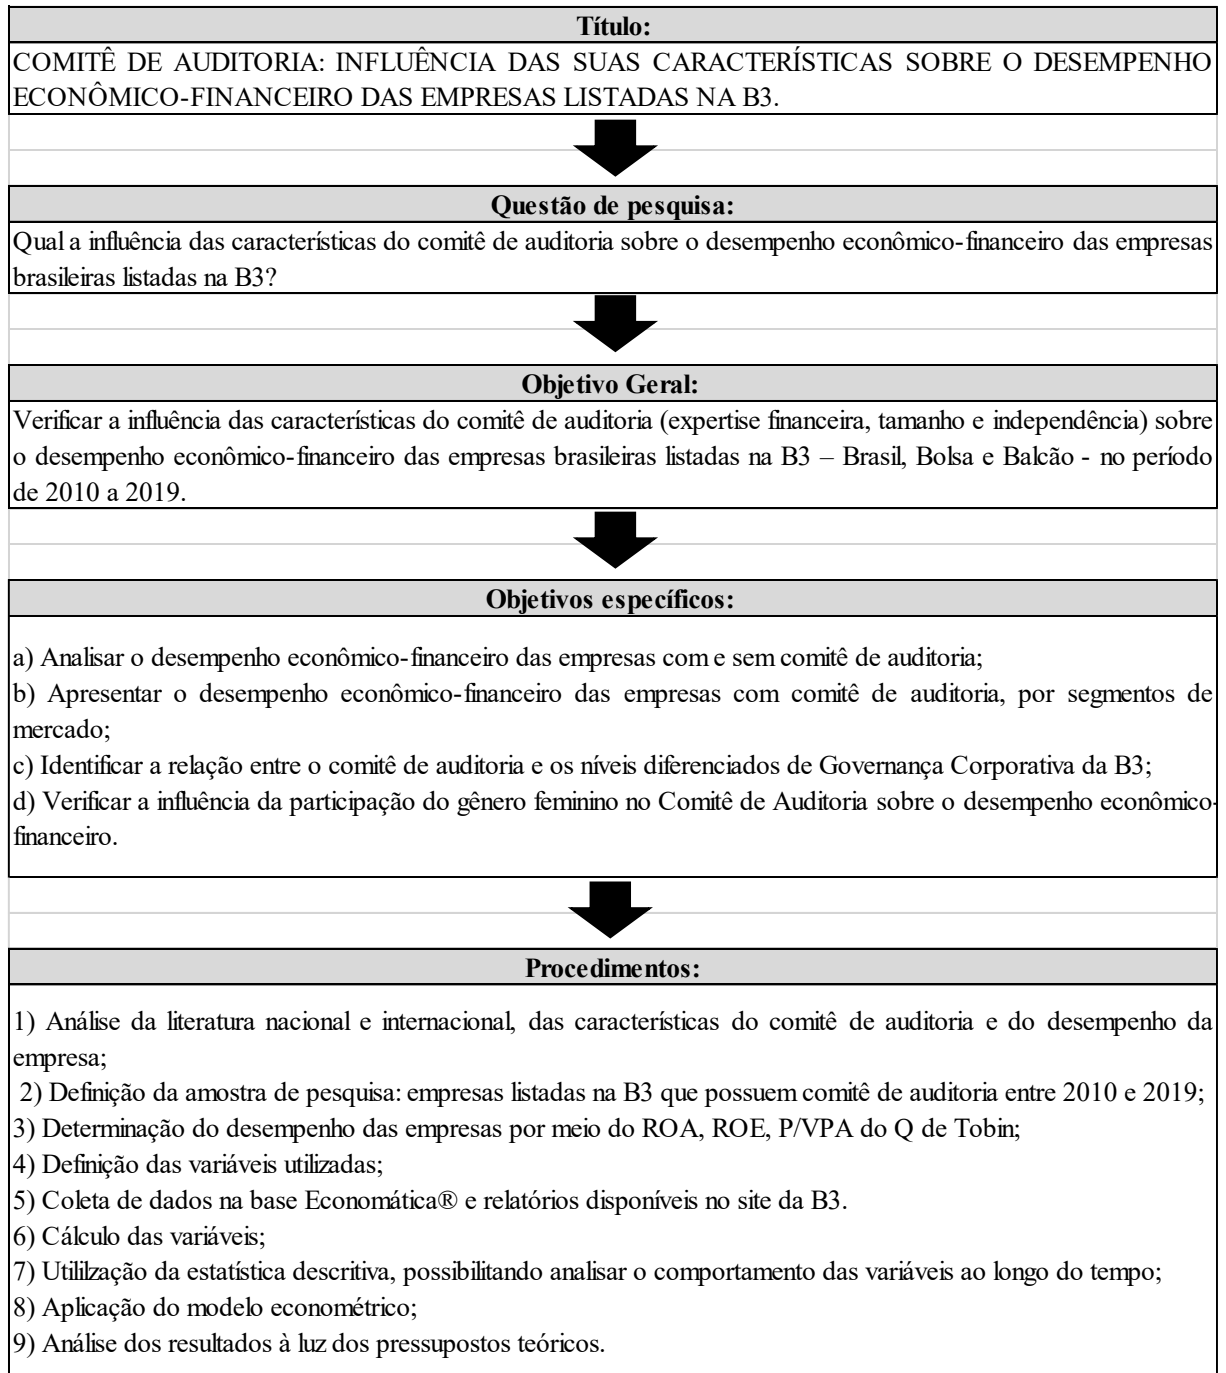 Título:
COMITÊ DE AUDITORIA: INFLUÊNCIA DAS SUAS CARACTERÍSTICAS SOBRE O DESEMPENHO
ECONÔMICO-FINANCEIRO DAS EMPRESAS LISTADAS NA B3.
Questão de pesquisa:
Qual a influência das características do comitê de auditoria sobre o desempenho econômico-financeiro das empresas
brasileiras listadas na B3?
Objetivo Geral:
Verificar a influência das características do comitê de auditoria (expertise financeira, tamanho e independência) sobre
o desempenho econômico-financeiro das empresas brasileiras listadas na B3 – Brasil, Bolsa e Balcão - no período
de 2010 a 2019.
Objetivos específicos:
a) Analisar o desempenho econômico-financeiro das empresas com e sem comitê de auditoria;
b) Apresentar o desempenho econômico-financeiro das empresas com comitê de auditoria, por segmentos de
mercado;
c) Identificar a relação entre o comitê de auditoria e os níveis diferenciados de Governança Corporativa da B3;
d) Verificar a influência da participação do gênero feminino no Comitê de Auditoria sobre o desempenho econômico-
financeiro.
Procedimentos:
1) Análise da literatura nacional e internacional, das características do comitê de auditoria e do desempenho da
empresa;
2) Definição da amostra de pesquisa: empresas listadas na B3 que possuem comitê de auditoria entre 2010 e 2019;
3) Determinação do desempenho das empresas por meio do ROA, ROE, P/VPA do Q de Tobin;
4) Definição das variáveis utilizadas;
5) Coleta de dados na base Economática® e relatórios disponíveis no site da B3.
6) Cálculo das variáveis;
7) Utililzação da estatística descritiva, possibilitando analisar o comportamento das variáveis ao longo do tempo;
8) Aplicação do modelo econométrico;
9) Análise dos resultados à luz dos pressupostos teóricos.